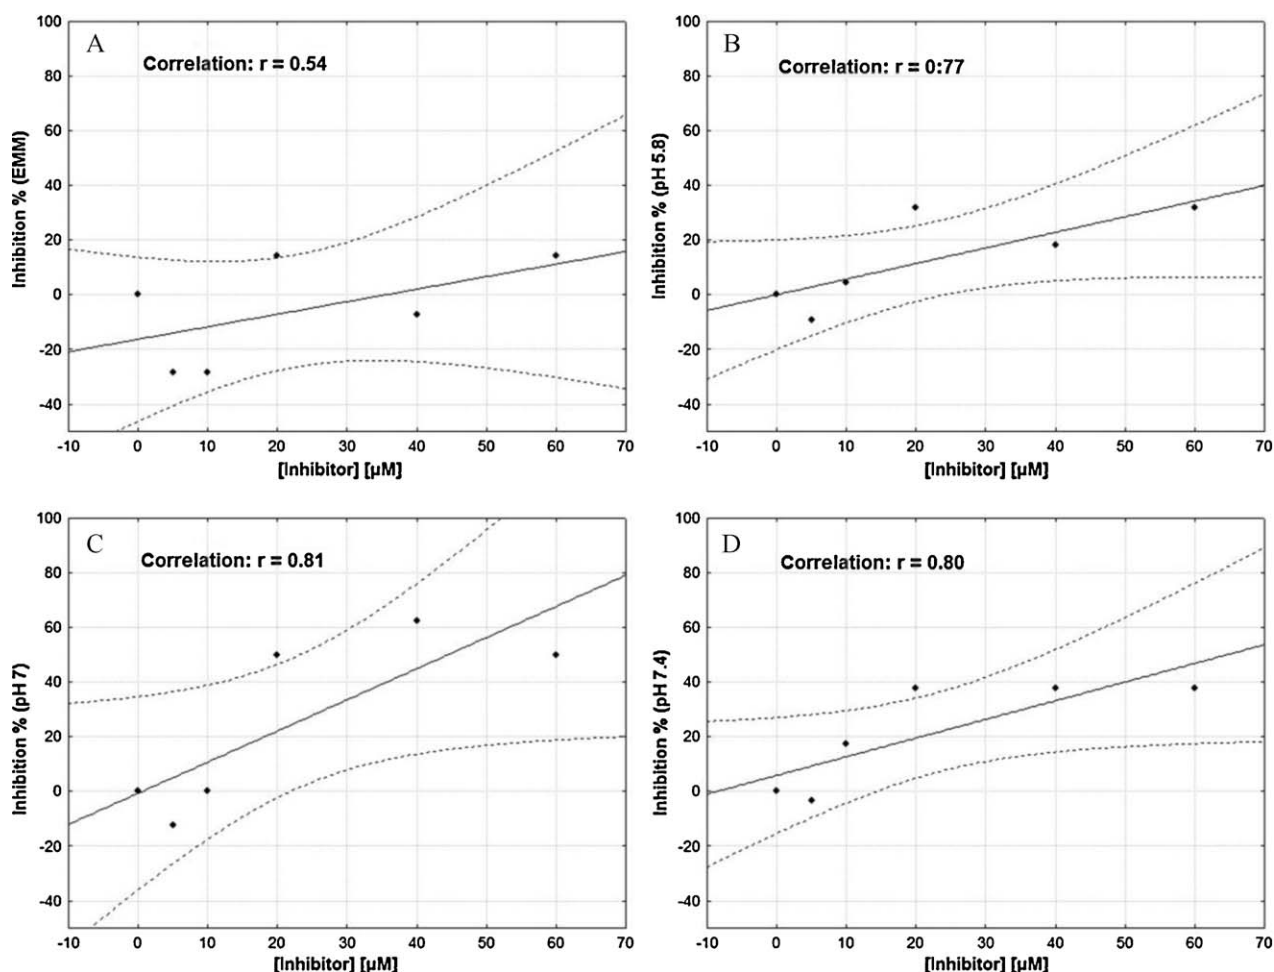 A
Correlation: r = 0.54
Inhibition % (EMM)
100
80
60
40
20
0
-20
-40
-10 0 10 20 30 40 50 60 70
[Inhibitor] [µM]
B
Correlation: r = 0:77
Inhibition % (pH 5.8)
100
80
60
40
20
0
-20
-40
-10 0 10 20 30 40 50 60 70
[Inhibitor] [µM]
C
Correlation: r = 0.81
Inhibition % (pH 7)
100
80
60
40
20
0
-20
-40
-10 0 10 20 30 40 50 60 70
[Inhibitor] [µM]
D
Correlation: r = 0.80
Inhibition % (pH 7.4)
100
80
60
40
20
0
-20
-40
-10 0 10 20 30 40 50 60 70
[Inhibitor] [µM]